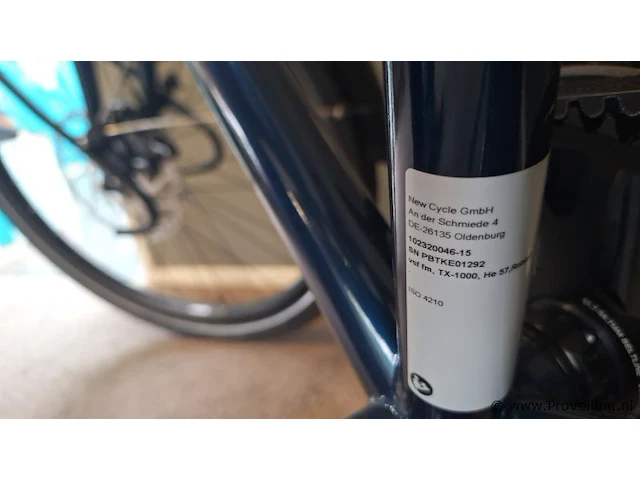 New Cycle GmbH
An der Schmiede 4
DE-26135 Oldenburg
102320046-15
SN PBTKE01292
vsf fm, TX-1000, He 57,
ISO 4210
© www.ProVeiling.nl